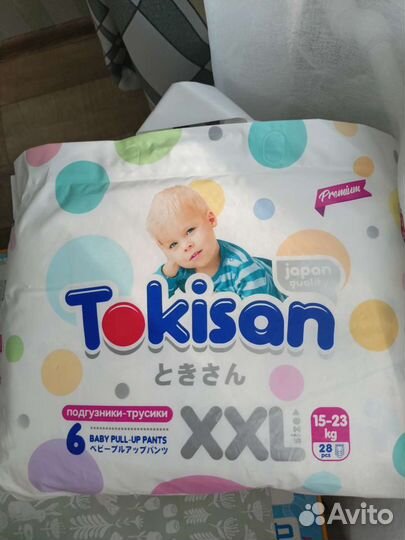 Premium
japan
quality
Tokisan
ときさん
подгузники-трусики
6 BABY PULL-UP PANTS
ベビープルアップパンツ
XXL
size
15-23
kg
28
pcs
Avito